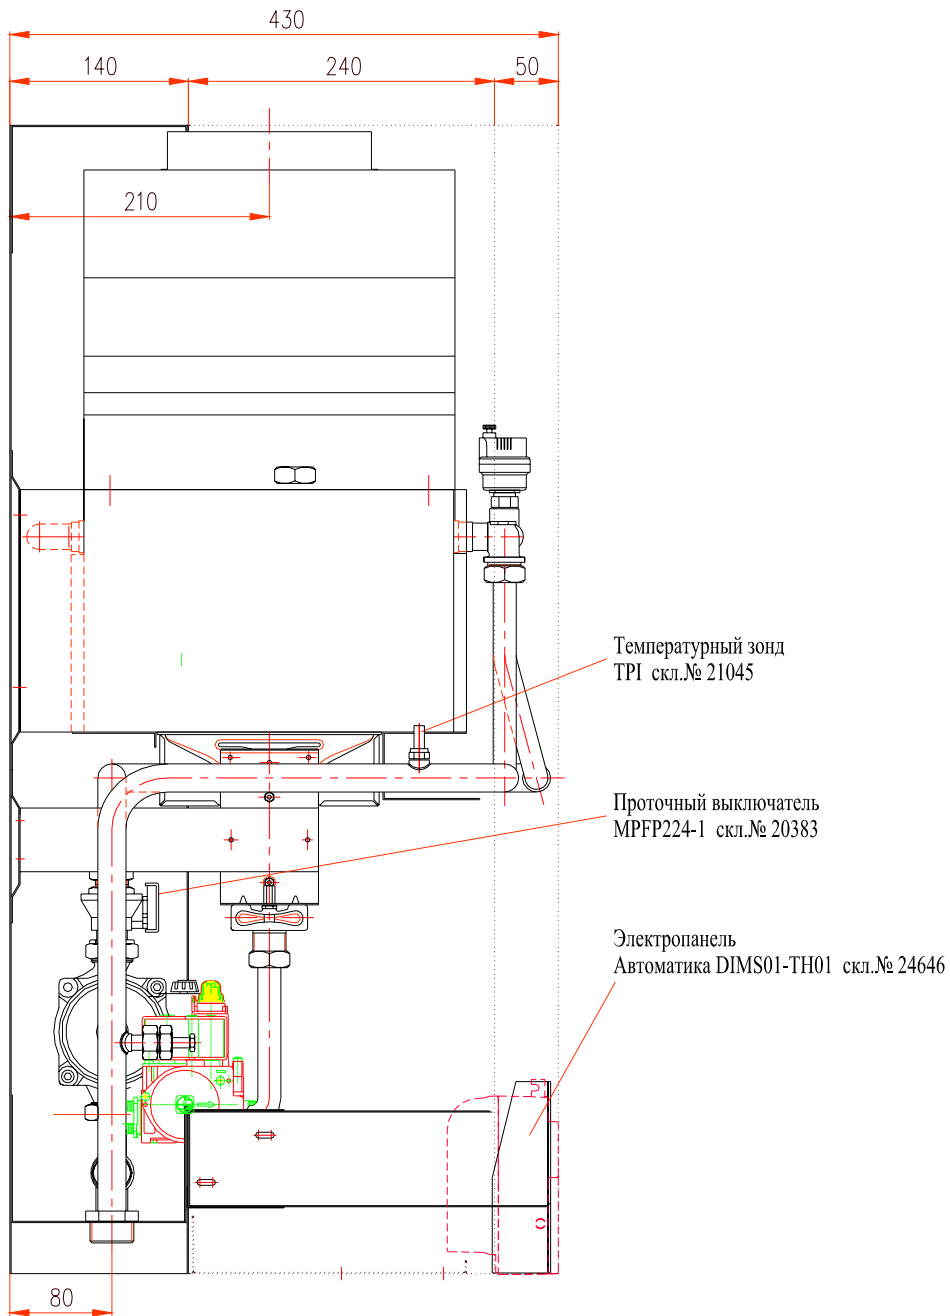 430
140
240
50
210
Температурный зонд
TPI скл.№ 21045
Проточный выключатель
MPFP224-1 скл.№ 20383
Электропанель
Автоматика DIMS01-TH01 скл.№ 24646
80